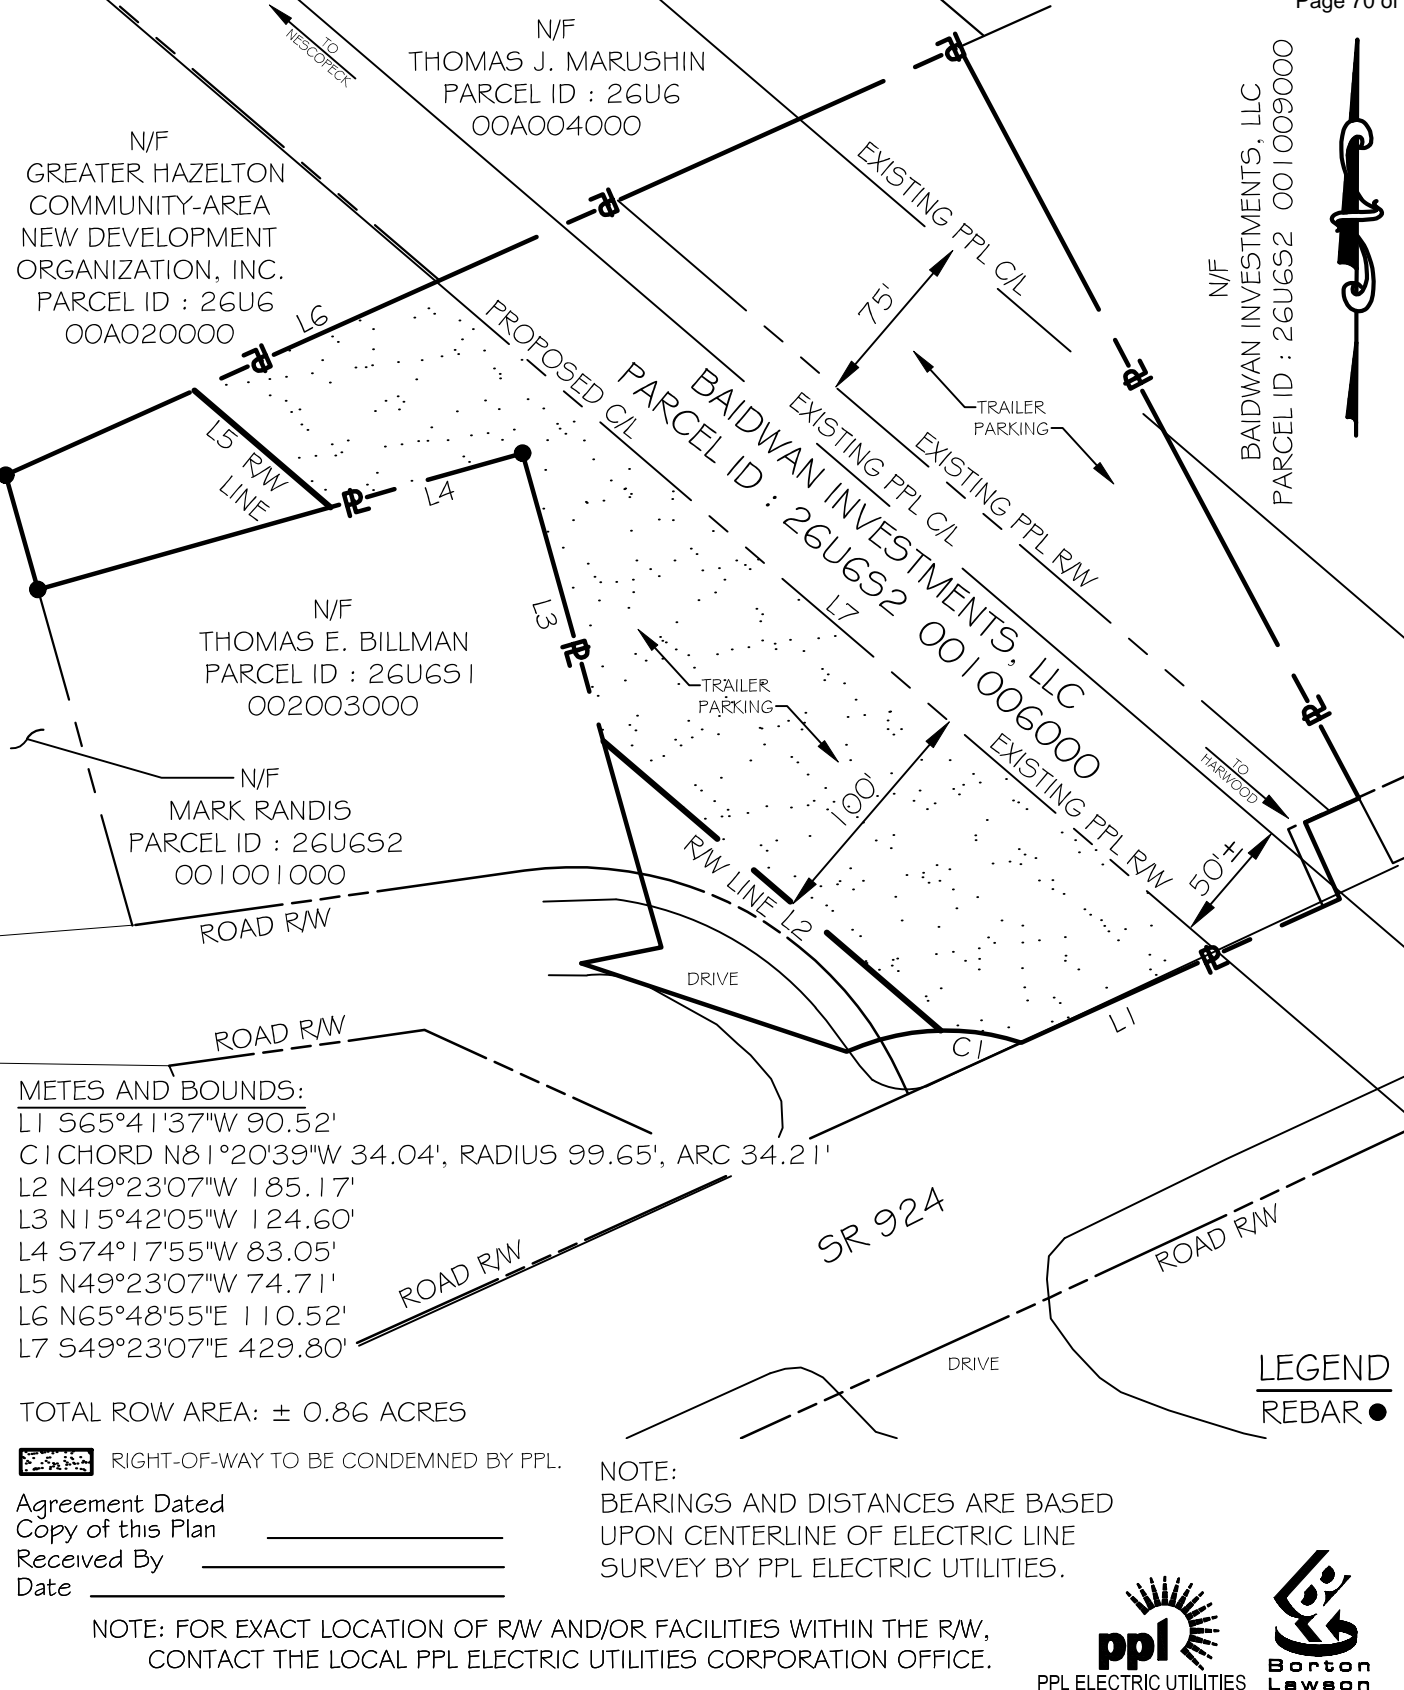 Page 70 of
TO
NESCOPECK
N/F
THOMAS J. MARUSHIN
PARCEL ID : 26U6
00A004000
N/F
GREATER HAZELTON
COMMUNITY-AREA
NEW DEVELOPMENT
ORGANIZATION, INC.
PARCEL ID : 26U6
00A020000
N/F
BAIDWAN INVESTMENTS, LLC
PARCEL ID : 26U6S2 001009000
EXISTING PPL C/L
75'
L6
PROPOSED C/L
BAIDWAN INVESTMENTS, LLC
PARCEL ID : 26U6S2 001006000
TRAILER
PARKING
EXISTING PPL C/L
EXISTING PPL R/W
L5 R/W
LINE
PL
PL
PL
PL
PL
PL
PL
PL
L4
L3
L7
N/F
THOMAS E. BILLMAN
PARCEL ID : 26U6S1
002003000
TRAILER
PARKING
N/F
MARK RANDIS
PARCEL ID : 26U6S2
001001000
100'
EXISTING PPL R/W
TO
HARWOOD
50'±
R/W LINE L2
ROAD R/W
DRIVE
ROAD R/W
C1
L1
METES AND BOUNDS:
L1 S65°41'37"W 90.52'
C1 CHORD N81°20'39"W 34.04', RADIUS 99.65', ARC 34.21'
L2 N49°23'07"W 185.17'
L3 N15°42'05"W 124.60'
L4 S74°17'55"W 83.05'
L5 N49°23'07"W 74.71'
L6 N65°48'55"E 110.52'
L7 S49°23'07"E 429.80'
ROAD R/W
SR 924
ROAD R/W
DRIVE
TOTAL ROW AREA: ± 0.86 ACRES
LEGEND
REBAR
RIGHT-OF-WAY TO BE CONDEMNED BY PPL.
Agreement Dated
Copy of this Plan
Received By
Date
NOTE:
BEARINGS AND DISTANCES ARE BASED
UPON CENTERLINE OF ELECTRIC LINE
SURVEY BY PPL ELECTRIC UTILITIES.
NOTE: FOR EXACT LOCATION OF R/W AND/OR FACILITIES WITHIN THE R/W,
CONTACT THE LOCAL PPL ELECTRIC UTILITIES CORPORATION OFFICE.
ppl
PPL ELECTRIC UTILITIES
Borton
Lawson